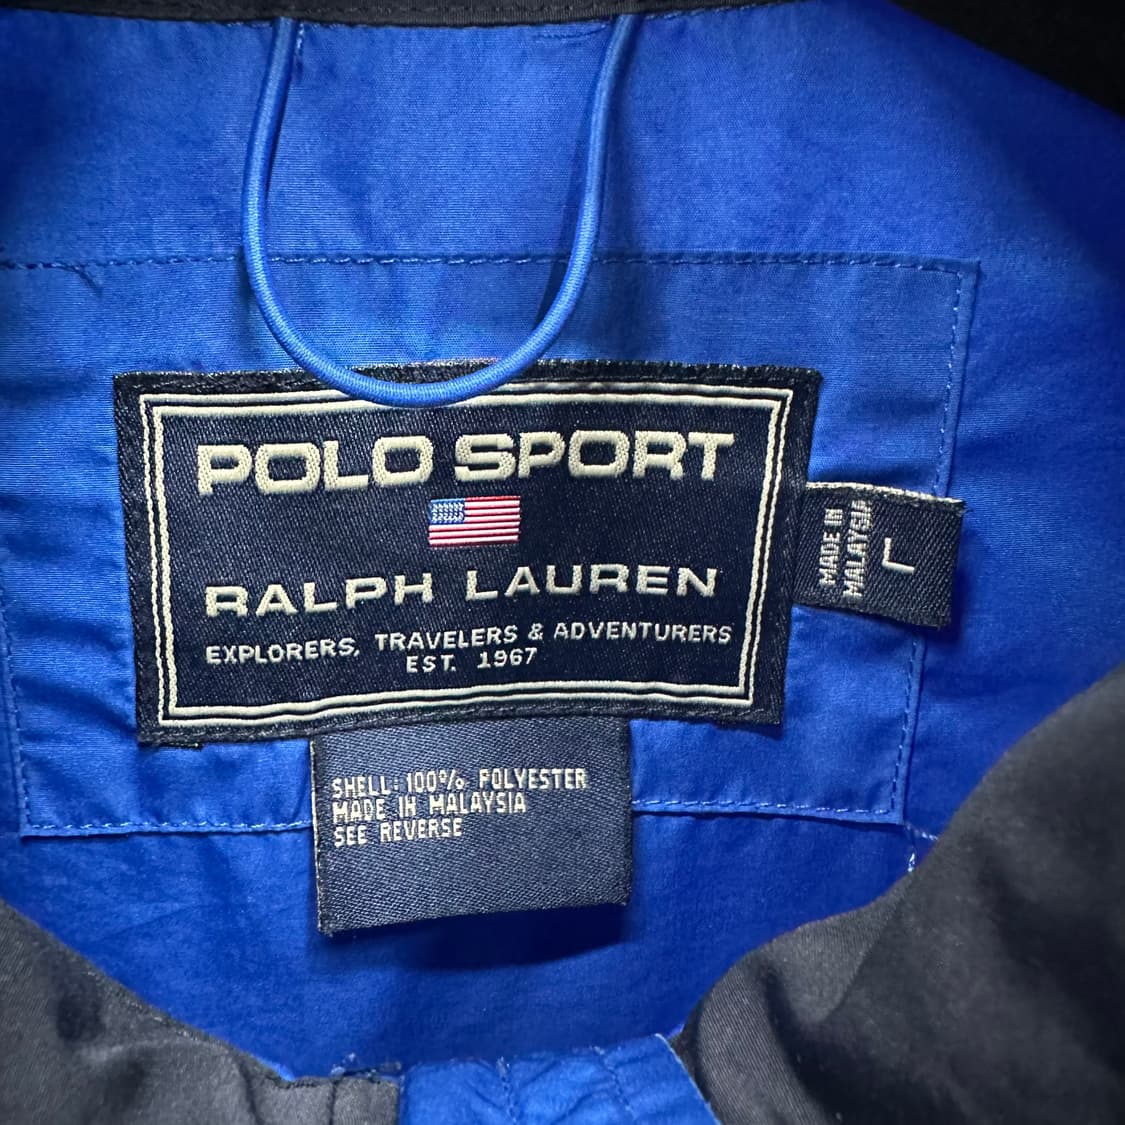 POLO SPORT
RALPH LAUREN
EXPLORERS, TRAVELERS & ADVENTURERS
EST. 1967
MADE IN
MALAYSIA
L
SHELL: 100% POLYESTER
MADE IN MALAYSIA
SEE REVERSE